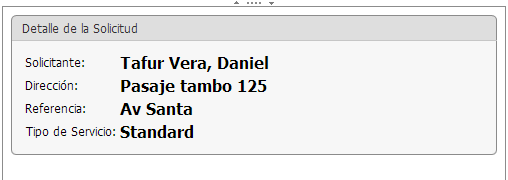 Detalle de la Solicitud
Solicitante: Tafur Vera, Daniel
Dirección: Pasaje tambo 125
Referencia: Av Santa
Tipo de Servicio: Standard